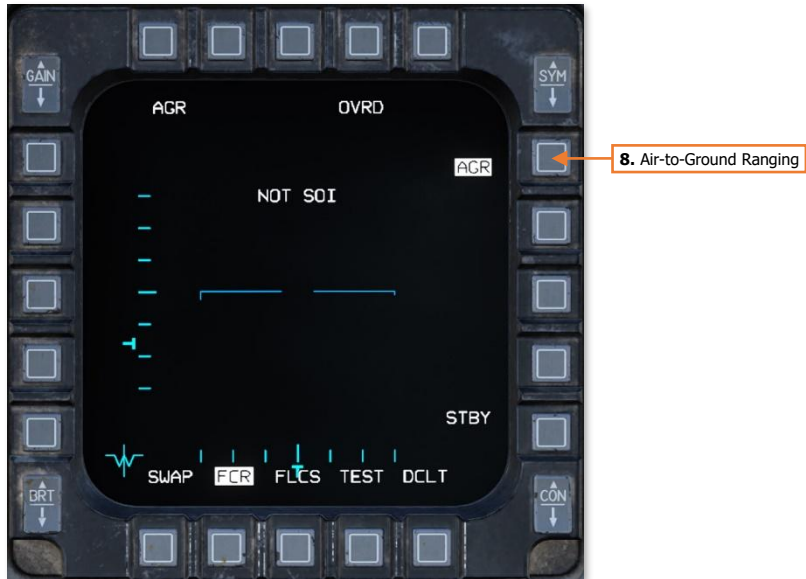 GAIN
SYM
AGR OVRD
AGR
8. Air-to-Ground Ranging
NOT SOI
STBY
SWAP FCR FLCS TEST DCLT
BRT
CON